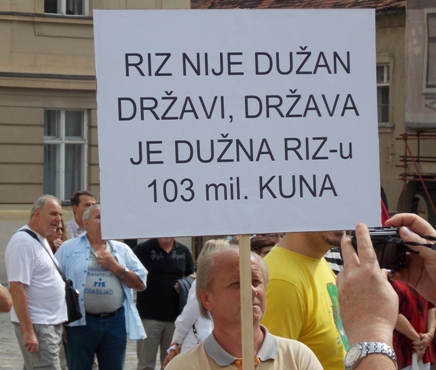 RIZ NIJE DUŽAN
DRŽAVI, DRŽAVA
JE DUŽNA RIZ-u
103 mil. KUNA